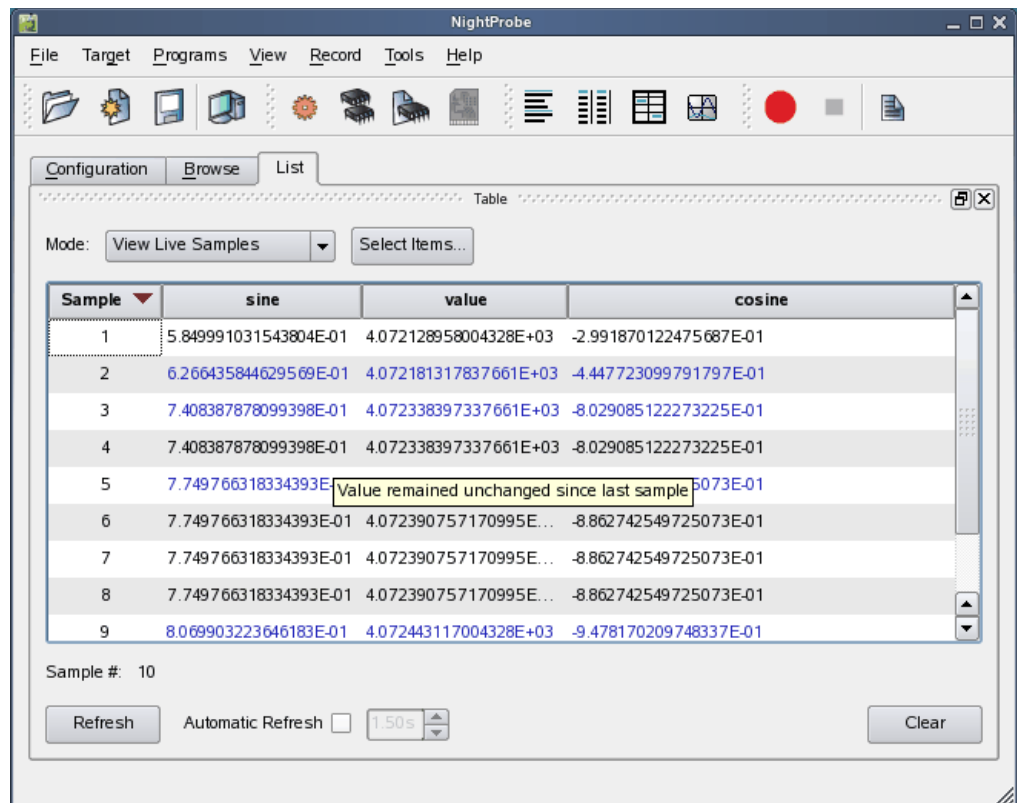 NightProbe
File Target Programs View Record Tools Help
Configuration Browse List
Table
Mode: View Live Samples Select Items...
Sample sine value cosine
1 5.849991031543804E-01 4.072128958004328E+03 -2.991870122475687E-01
2 6.266435844629569E-01 4.072181317837661E+03 -4.447723099791797E-01
3 7.408387878099398E-01 4.072338397337661E+03 -8.029085122273225E-01
4 7.408387878099398E-01 4.072338397337661E+03 -8.029085122273225E-01
5 7.749766318334393E- Value remained unchanged since last sample 5073E-01
6 7.749766318334393E-01 4.072390757170995E... -8.862742549725073E-01
7 7.749766318334393E-01 4.072390757170995E... -8.862742549725073E-01
8 7.749766318334393E-01 4.072390757170995E... -8.862742549725073E-01
9 8.069903223646183E-01 4.072443117004328E+03 -9.478170209748337E-01
Sample #: 10
Refresh Automatic Refresh 1.50s Clear